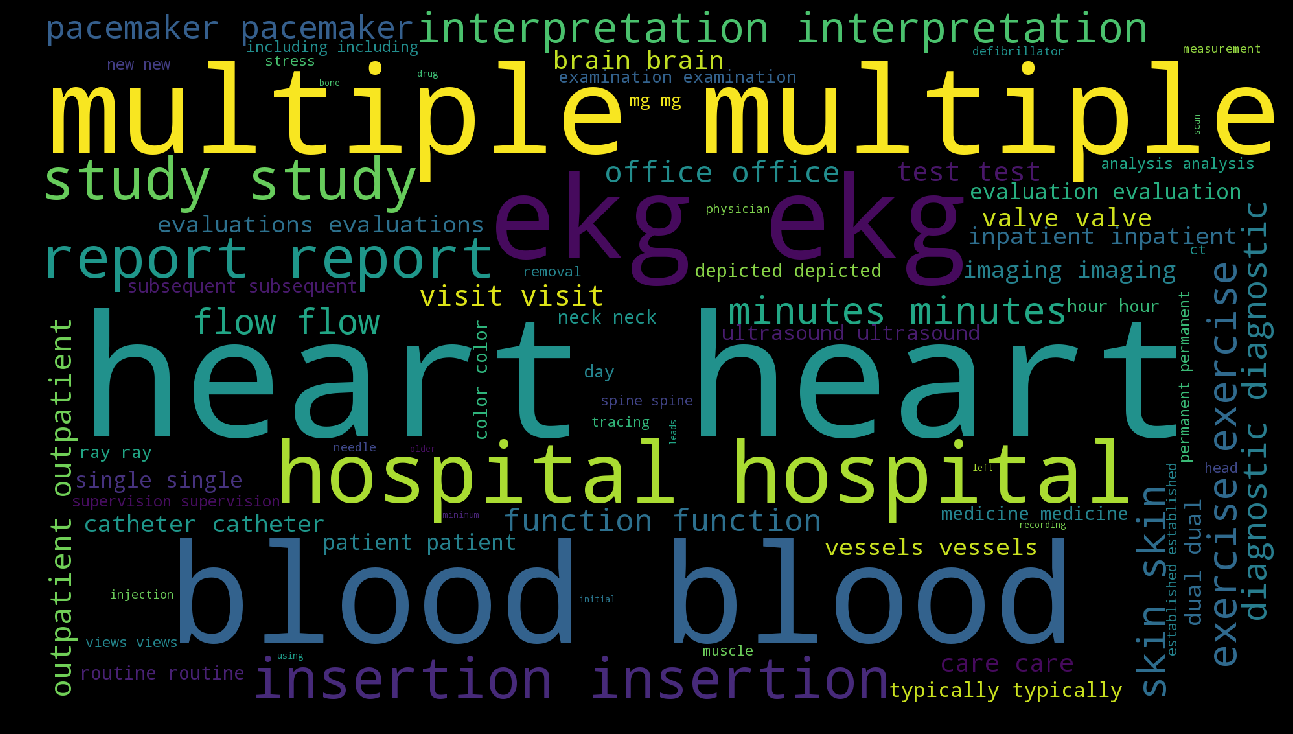 pacemaker pacemaker
interpretation interpretation
including including
defibrillator
measurement
new new
stress
brain brain
bone
drug
examination examination
multiple multiple
mg mg
scan
study study
office office
test test
analysis analysis
ekg ekg
evaluation evaluation
physician
evaluations evaluations
valve valve
inpatient inpatient
report report
ct
removal
depicted depicted
imaging imaging
subsequent subsequent
visit visit
minutes minutes
hour hour
flow flow
neck neck
ultrasound ultrasound
heart heart
color color
day
spine spine
tracing
leads
permanent permanent
exercise exercise
diagnostic diagnostic
outpatient outpatient
ray ray
needle
older
hospital hospital
left
head
single single
supervision supervision
minimum
catheter catheter
function function
medicine medicine
recording
patient patient
vessels vessels
established established
dual dual
skin skin
blood blood
injection
initial
views views
using
muscle
routine routine
insertion insertion
care care
typically typically